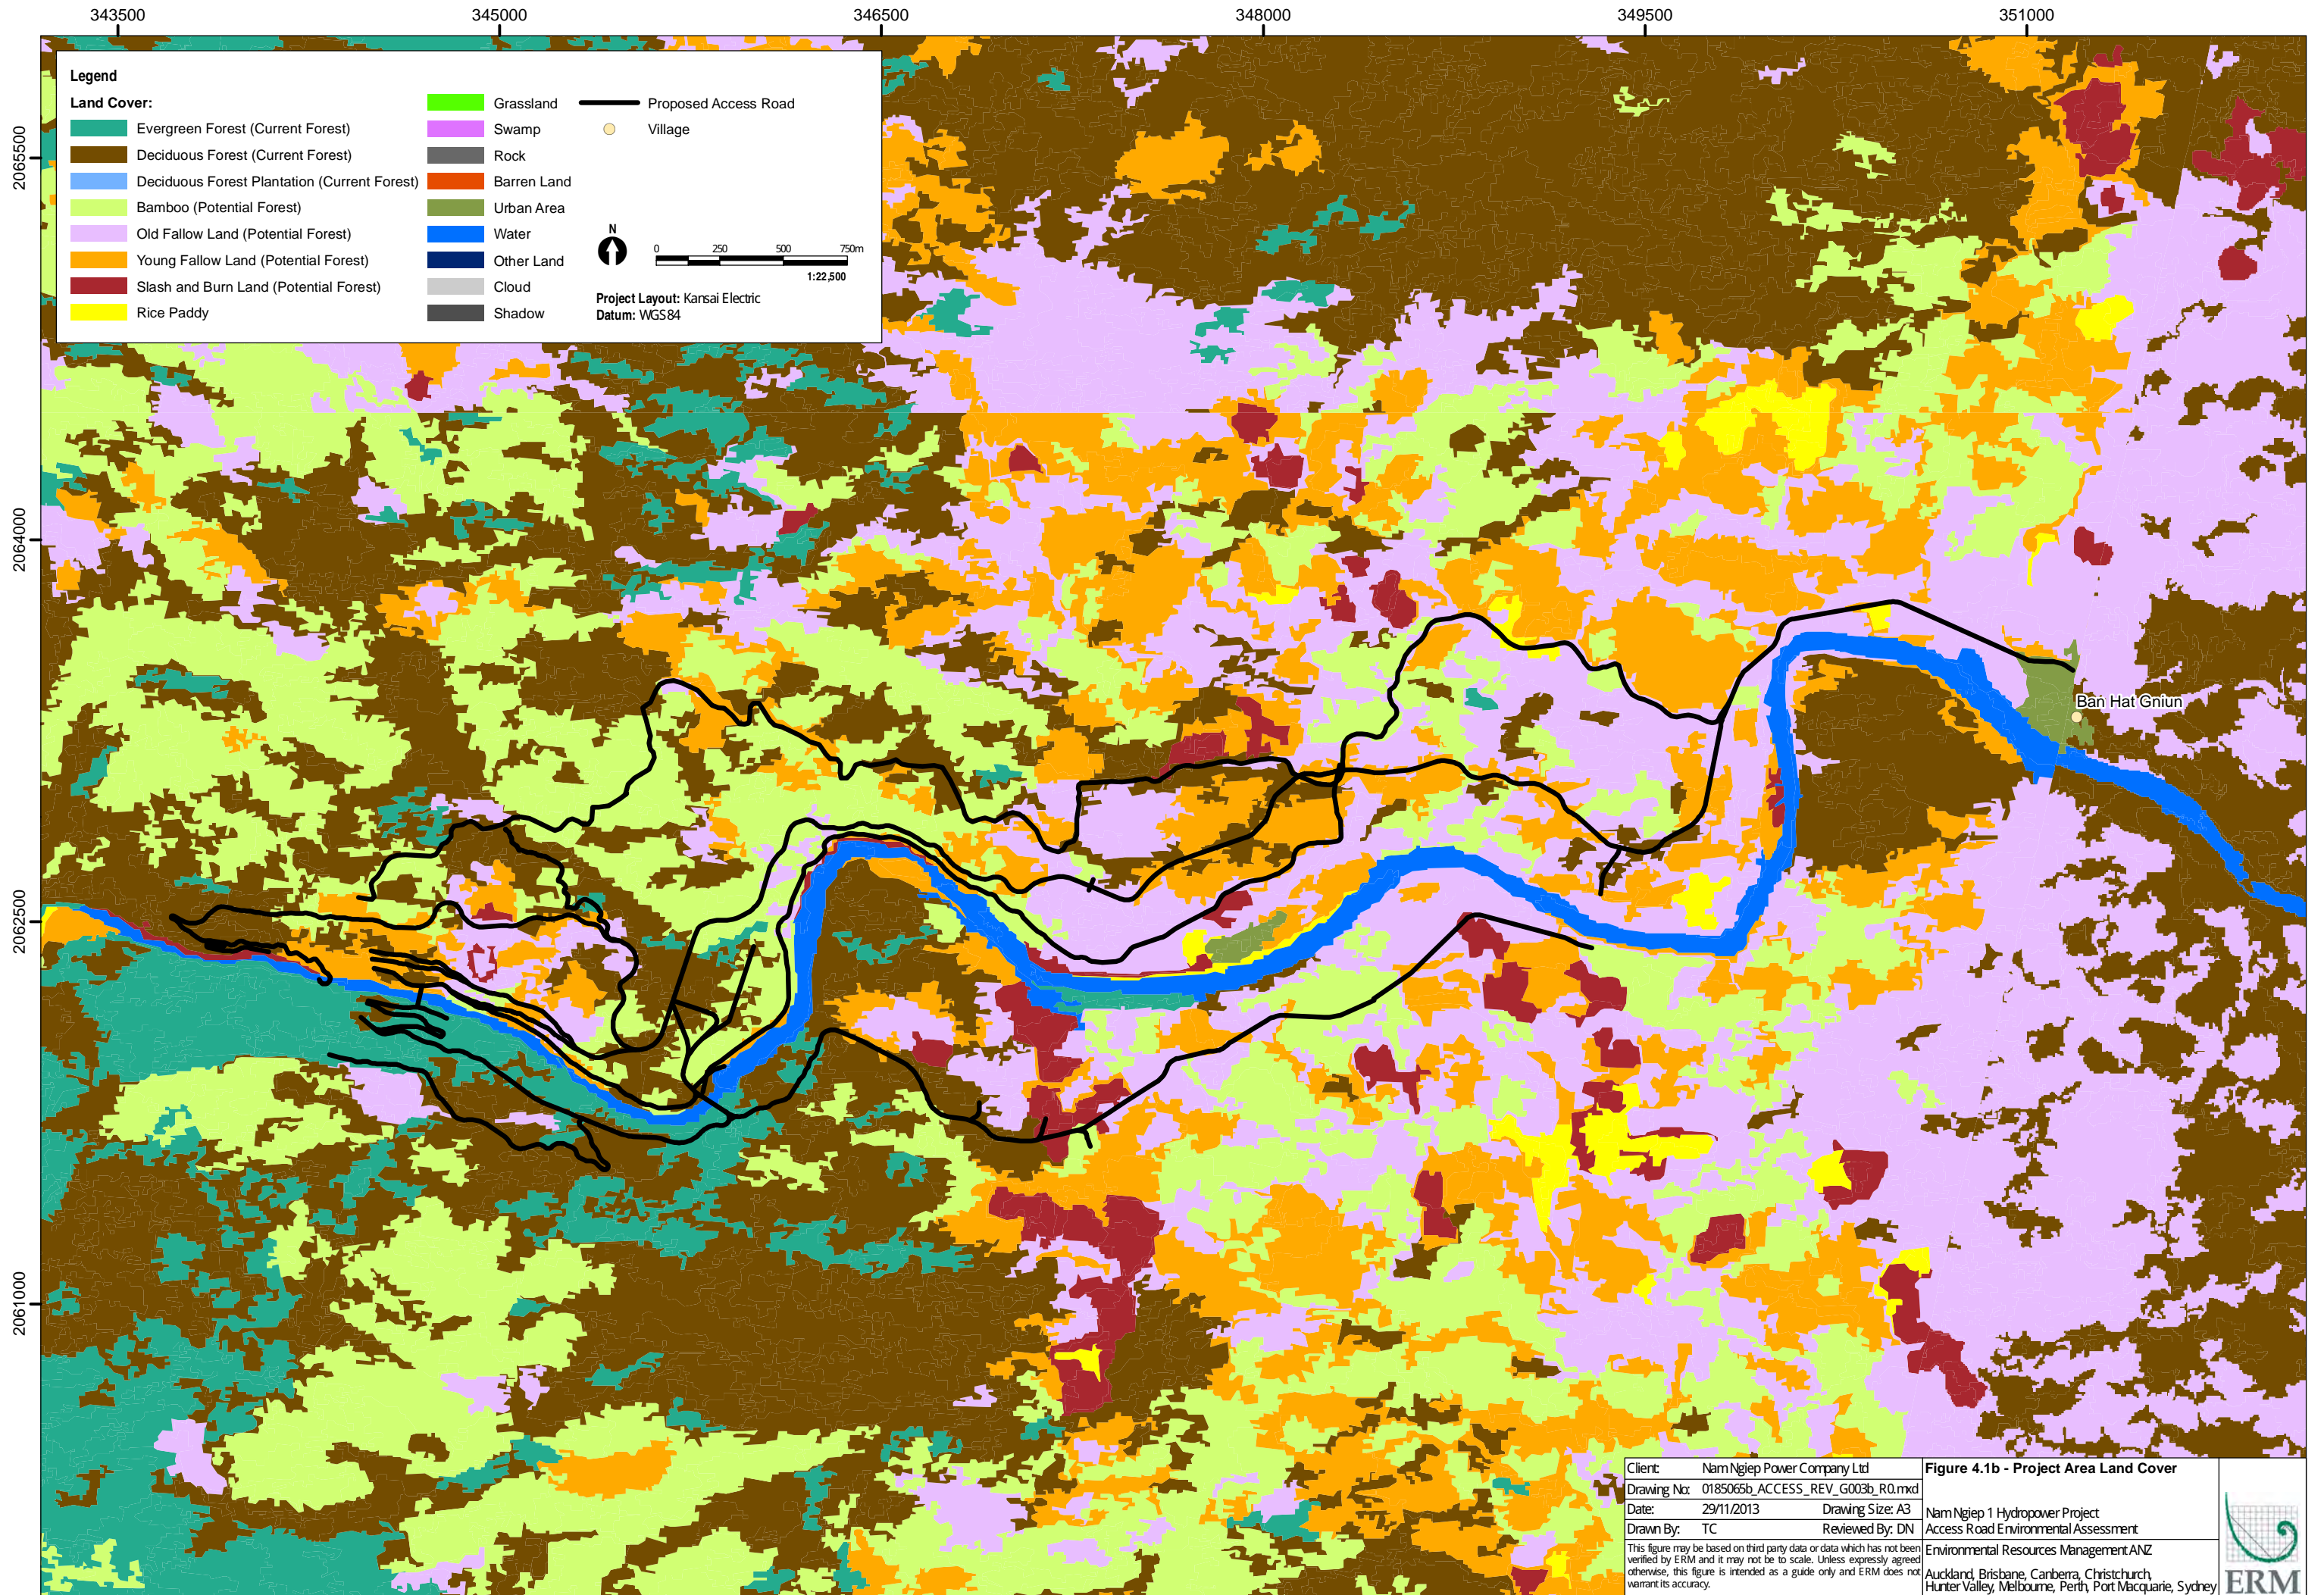 343500
345000
346500
348000
349500
351000
2065500
2064000
2062500
2061000
Legend
Land Cover:
Evergreen Forest (Current Forest)
Deciduous Forest (Current Forest)
Deciduous Forest Plantation (Current Forest)
Bamboo (Potential Forest)
Old Fallow Land (Potential Forest)
Young Fallow Land (Potential Forest)
Slash and Burn Land (Potential Forest)
Rice Paddy
Grassland
Swamp
Rock
Barren Land
Urban Area
Water
Other Land
Cloud
Shadow
Proposed Access Road
Village
N
0 250 500 750m
1:22,500
Project Layout: Kansai Electric
Datum: WGS84
Ban Hat Gniun
Client: Nam Ngiep Power Company Ltd
Drawing No: 0185065b_ACCESS_REV_G003b_R0.mxd
Date: 29/11/2013 Drawing Size: A3
Drawn By: TC Reviewed By: DN
This figure may be based on third party data or data which has not been
verified by ERM and it may not be to scale. Unless expressly agreed
otherwise, this figure is intended as a guide only and ERM does not
warrant its accuracy.
Figure 4.1b - Project Area Land Cover
Nam Ngiep 1 Hydropower Project
Access Road Environmental Assessment
Environmental Resources Management ANZ
Auckland, Brisbane, Canberra, Christchurch,
Hunter Valley, Melbourne, Perth, Port Macquarie, Sydney
ERM